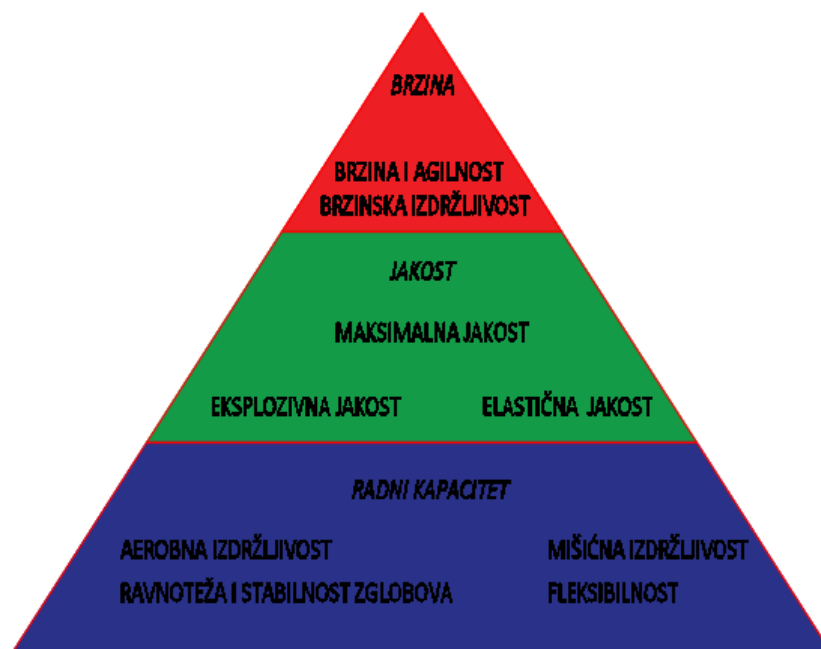 BRZINA
BRZINA I AGILNOST
BRZINSKA IZDRŽLJIVOST
JAKOST
MAKSIMALNA JAKOST
EKSPLOZIVNA JAKOST ELASTIČNA JAKOST
RADNI KAPACITET
AEROBNA IZDRŽLJIVOST MIŠIĆNA IZDRŽLJIVOST
RAVNOTEŽA I STABILNOST ZGLOBOVA FLEKSIBILNOST